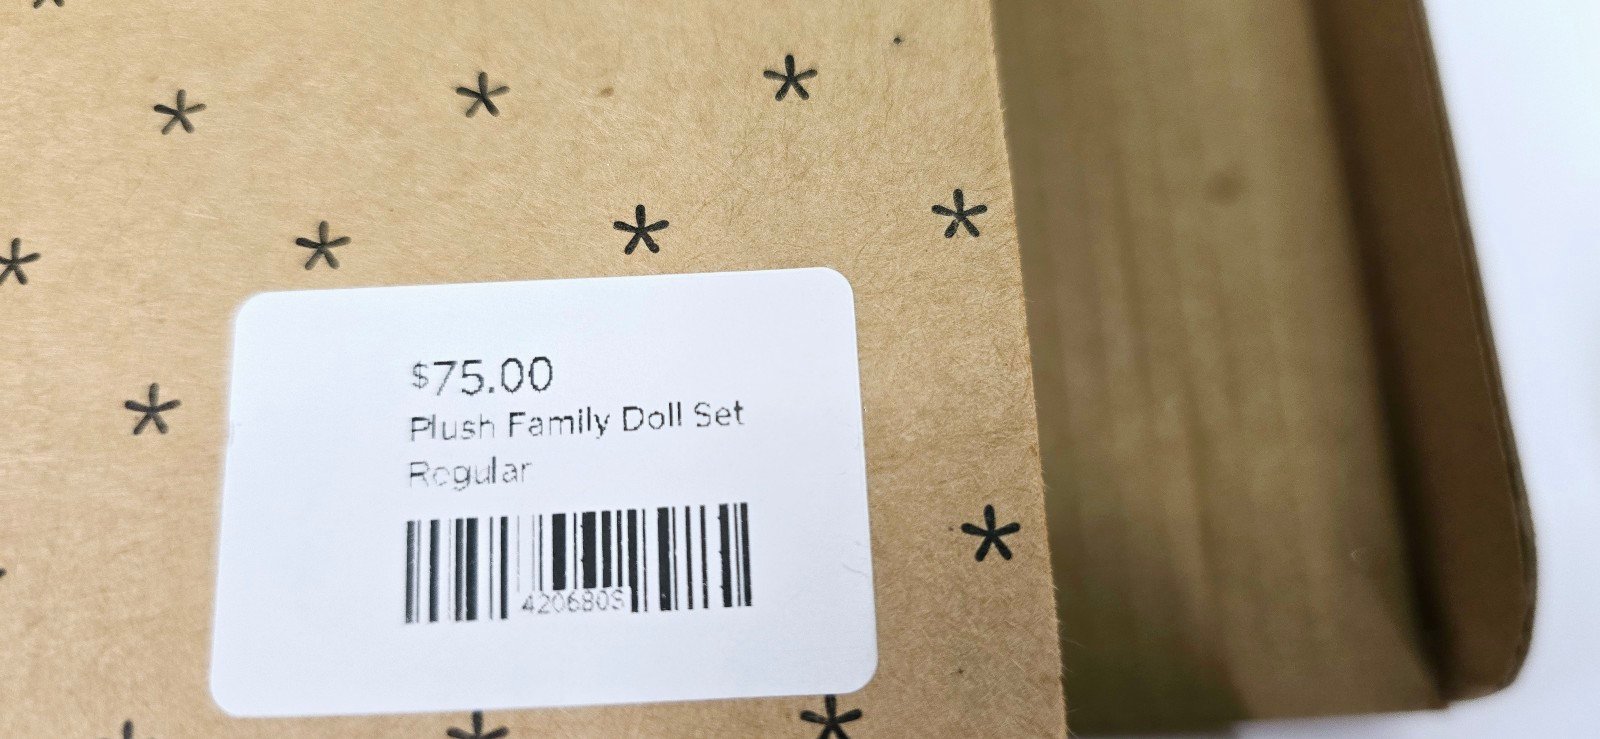 $75.00
Plush Family Doll Set
Regular
420680S